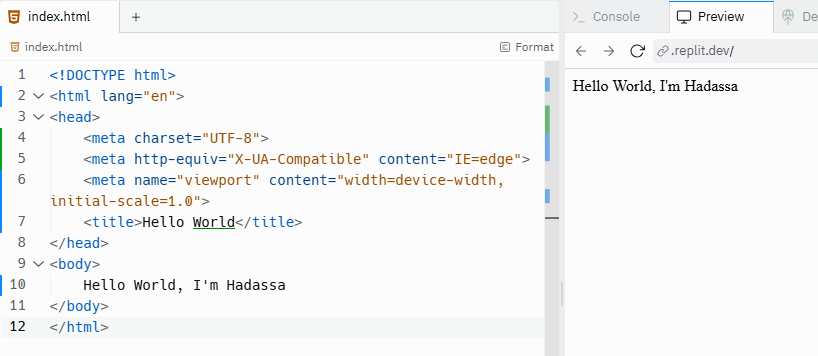 index.html
Console
Preview
De
index.html
Format
.replit.dev/
Hello World, I'm Hadassa
1 <!DOCTYPE html>
2 <html lang="en">
3 <head>
4 <meta charset="UTF-8">
5 <meta http-equiv="X-UA-Compatible" content="IE=edge">
6 <meta name="viewport" content="width=device-width,
initial-scale=1.0">
7 <title>Hello World</title>
8 </head>
9 <body>
10 Hello World, I'm Hadassa
11 </body>
12 </html>